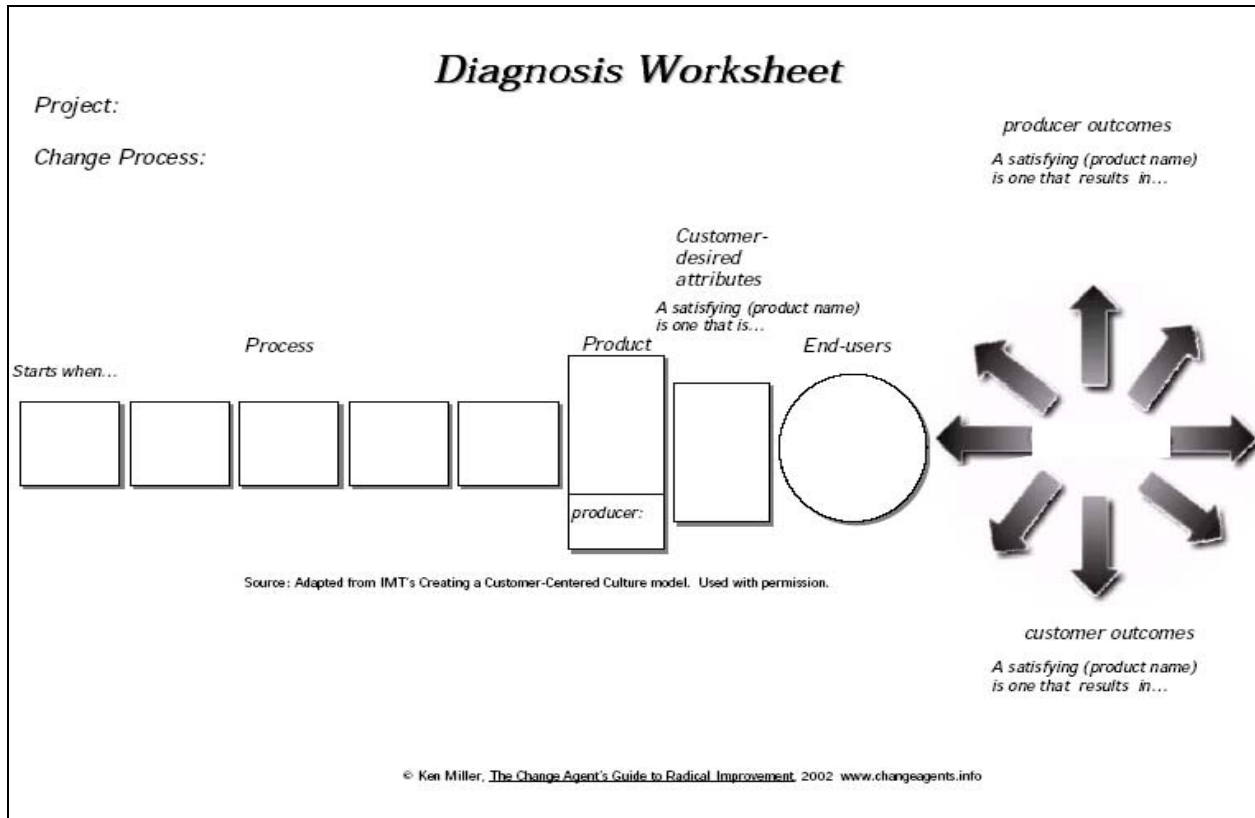 Diagnosis Worksheet
Project:
Change Process:
producer outcomes
A satisfying (product name)
is one that results in...
Customer-
desired
attributes
A satisfying (product name)
is one that is...
Process
Product
End-users
Starts when...
producer:
Source: Adapted from IMT's Creating a Customer-Centered Culture model. Used with permission.
customer outcomes
A satisfying (product name)
is one that results in...
© Ken Miller, The Change Agent's Guide to Radical Improvement, 2002 www.changeagents.info